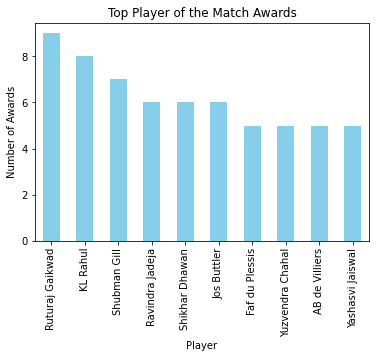 Top Player of the Match Awards
Number of Awards
8
6
4
2
0
Ruturaj Gaikwad
KL Rahul
Shubman Gill
Ravindra Jadeja
Shikhar Dhawan
Jos Buttler
Faf du Plessis
Yuzvendra Chahal
AB de Villiers
Yashasvi Jaiswal
Player